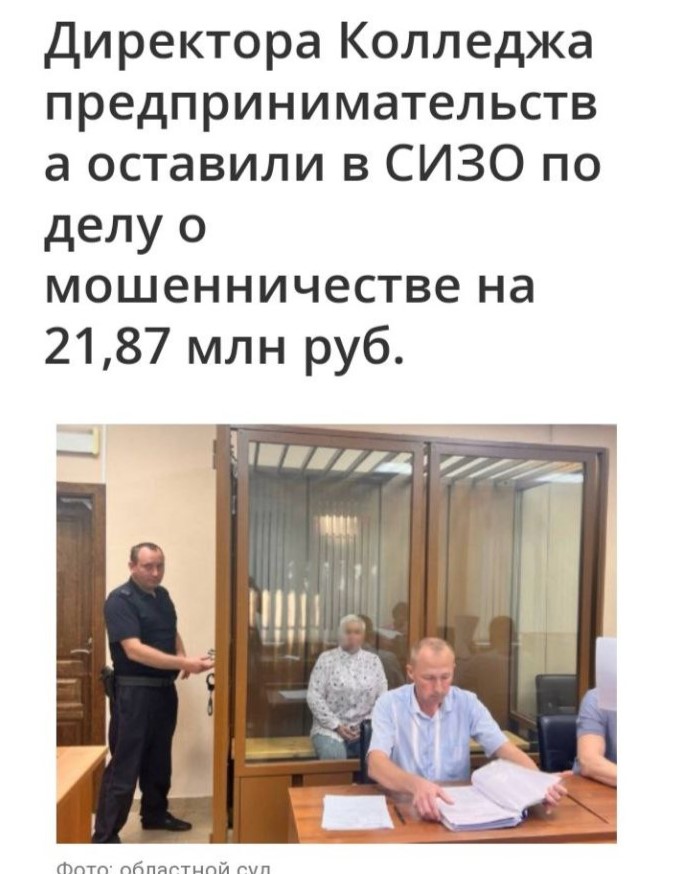 Директора Колледжа
предпринимательств
а оставили в СИЗО по
делу о
мошенничестве на
21,87 млн руб.
Фото: областной суд